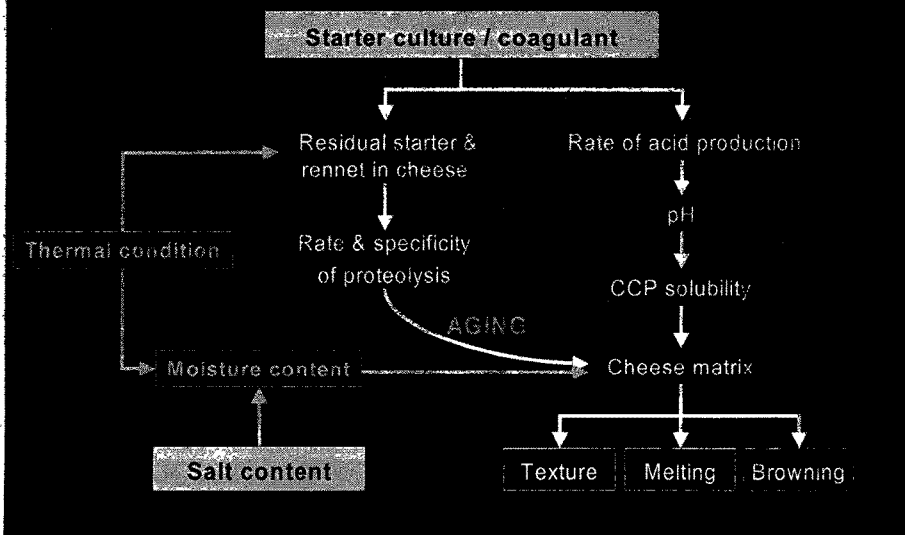 Starter culture / coagulant
Residual starter &
rennet in cheese
Rate of acid production
pH
Thermal condition
Rate & specificity
of proteolysis
CCP solubility
AGING
Moisture content
Cheese matrix
Salt content
Texture
Melting
Browning